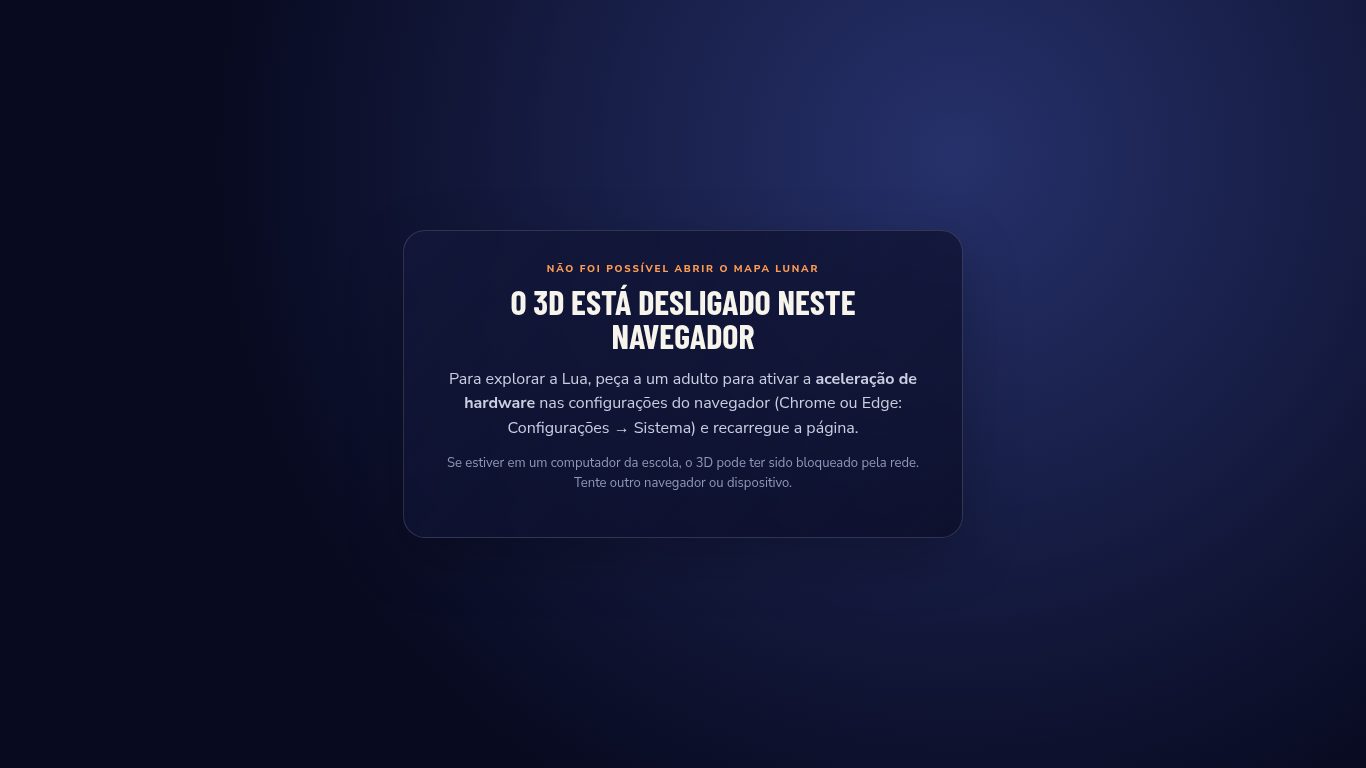 NÃO FOI POSSÍVEL ABRIR O MAPA LUNAR
O 3D ESTÁ DESLIGADO NESTE
NAVEGADOR
Para explorar a Lua, peça a um adulto para ativar a aceleração de
hardware nas configurações do navegador (Chrome ou Edge:
Configurações → Sistema) e recarregue a página.
Se estiver em um computador da escola, o 3D pode ter sido bloqueado pela rede.
Tente outro navegador ou dispositivo.